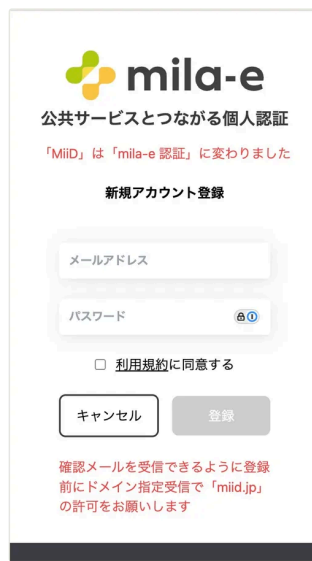 mila-e
公共サービスとつながる個人認証
「MiiD」は「mila-e 認証」に変わりました
新規アカウント登録
メールアドレス
パスワード
利用規約に同意する
キャンセル
登録
確認メールを受信できるように登録
前にドメイン指定受信で「miid.jp」
の許可をお願いします